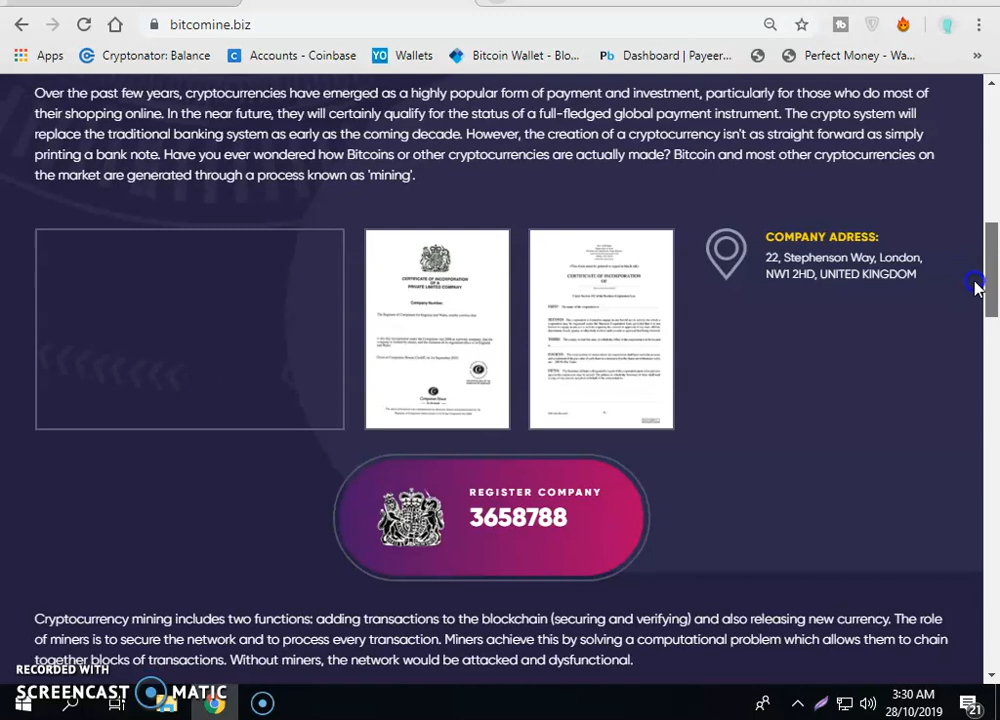 bitcomine.biz
Apps
Cryptonator: Balance
Accounts - Coinbase
YO Wallets
Bitcoin Wallet - Blo...
Pb Dashboard | Payeer...
Perfect Money - Wa...
»
Over the past few years, cryptocurrencies have emerged as a highly popular form of payment and investment, particularly for those who do most of
their shopping online. In the near future, they will certainly qualify for the status of a full-fledged global payment instrument. The crypto system will
replace the traditional banking system as early as the coming decade. However, the creation of a cryptocurrency isn't as straight forward as simply
printing a bank note. Have you ever wondered how Bitcoins or other cryptocurrencies are actually made? Bitcoin and most other cryptocurrencies on
the market are generated through a process known as 'mining'.
CERTIFICATE OF INCORPORATION
OF A
PRIVATE LIMITED COMPANY
Company Number.
CERTIFICATE OF INCORPORATION
OF
COMPANY ADRESS:
22, Stephenson Way, London,
NW1 2HD, UNITED KINGDOM
REGISTER COMPANY
3658788
Cryptocurrency mining includes two functions: adding transactions to the blockchain (securing and verifying) and also releasing new currency. The role
of miners is to secure the network and to process every transaction. Miners achieve this by solving a computational problem which allows them to chain
together blocks of transactions. Without miners, the network would be attacked and dysfunctional.
RECORDED WITH
SCREENCAST MATIC
3:30 AM
28/10/2019
21